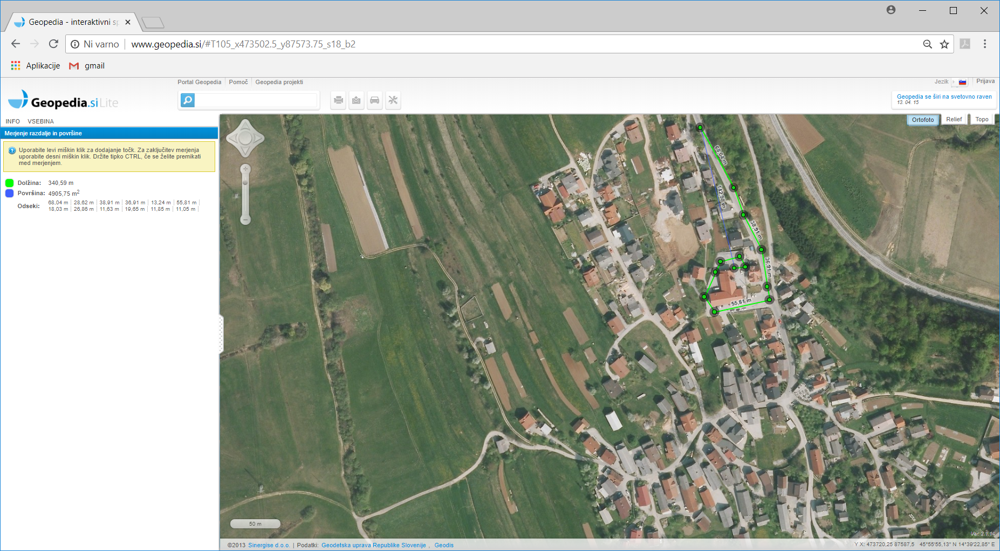 Geopedia - interaktivni sp
Ni varno
www.geopedia.si/#T105_x473502.5_y87573.75_s18_b2
Aplikacije
gmail
Portal Geopedia
Pomoč
Geopedia projekti
Jezik
Prijava
Geopedia.si Lite
Geopedia se širi na svetovno raven
13. 04. 15
INFO
VSEBINA
Ortofoto
Relief
Topo
Merjenje razdalje in površine
Uporabite levi miškin klik za dodajanje točk. Za zaključitev merjenja
uporabite desni miškin klik. Držite tipko CTRL, če se želite premikati
med merjenjem.
Dolžina: 340,59 m
Površina: 4905,75 m2
Odseki:
68,04 m | 28,62 m | 38,91 m | 36,91 m | 13,24 m | 55,81 m |
18,03 m | 26,86 m | 11,63 m | 19,65 m | 11,85 m | 11,05 m |
68,04 m
142,98 m
38,91 m
36,91 m
55,81 m
50 m
Ver. 2.1.14
©2013 Sinergise d.o.o. | Podatki: Geodetska uprava Republike Slovenije , Geodis
Y X: 473720,25 87587,5 45°55'55,13" N 14°39'22,85" E